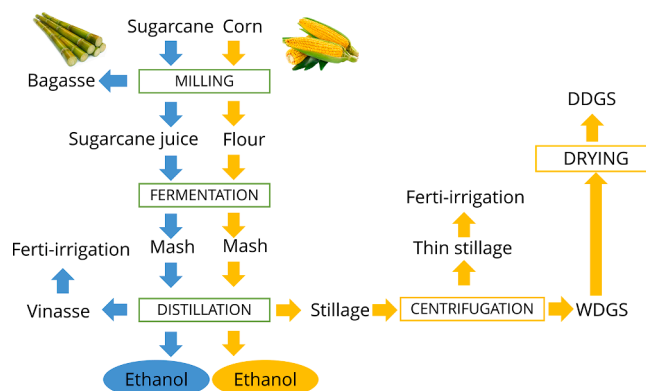 Sugarcane Corn
Bagasse
MILLING
DDGS
Sugarcane juice
Flour
DRYING
FERMENTATION
Ferti-irrigation
Ferti-irrigation
Mash
Mash
Thin stillage
Vinasse
DISTILLATION
Stillage
CENTRIFUGATION
WDGS
Ethanol
Ethanol